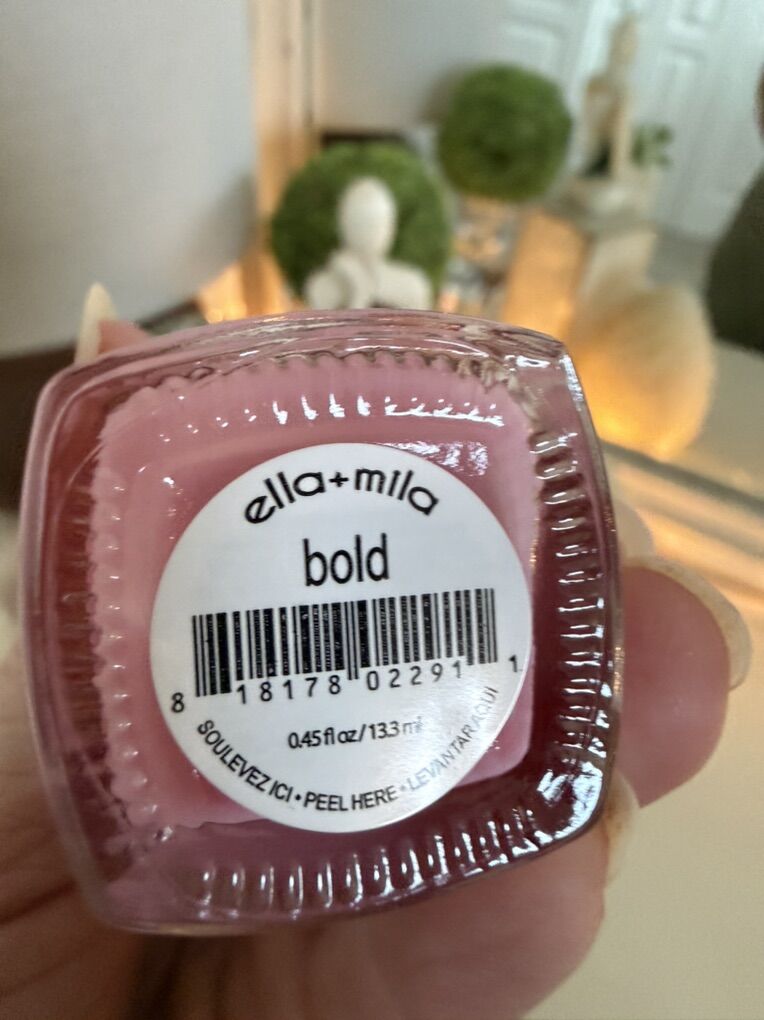 ella+mila
bold
8 18178 02291 1
0.45 fl oz/13.3 ml
SOULEVEZ ICI • PEEL HERE • LEVANTAR AQUI